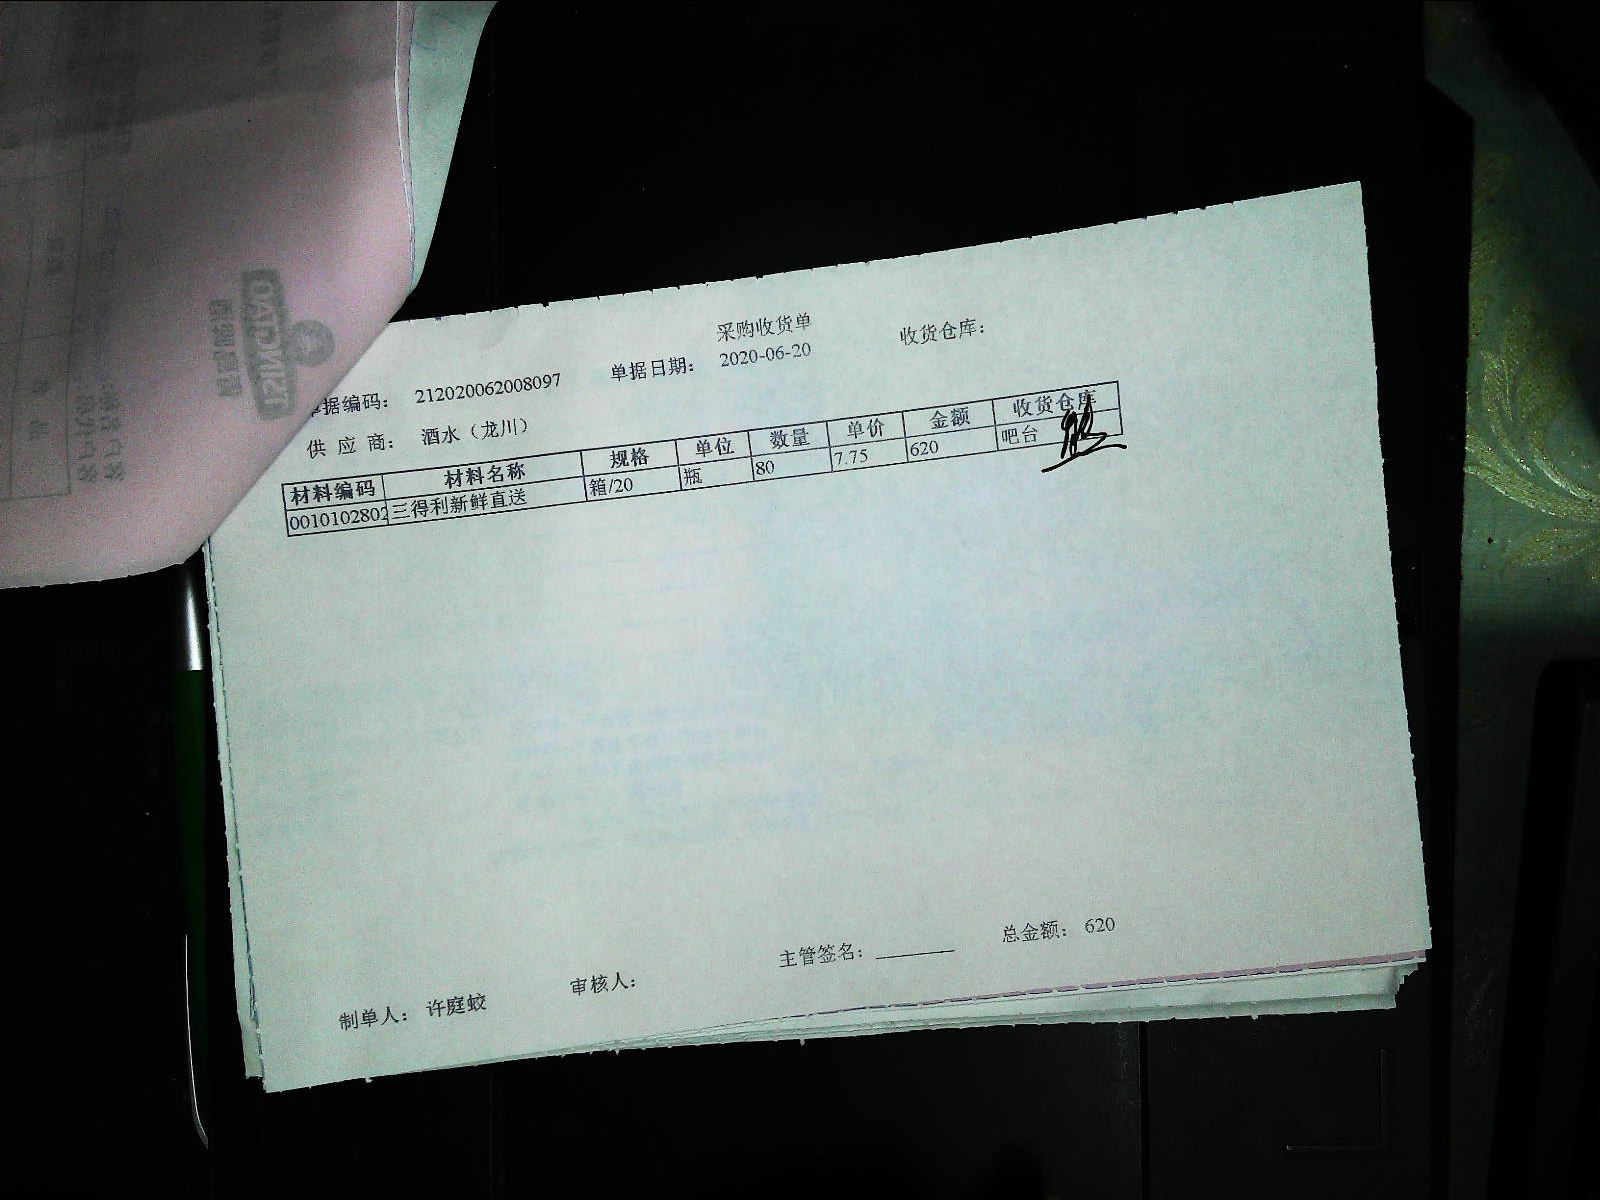 采购收货单
单据编码： 212020062008097 单据日期： 2020-06-20 收货仓库：
供 应 商： 酒水（龙川）
材料编码 材料名称 规格 单位 数量 单价 金额 收货仓库
0010102802 三得利新鲜直送 箱/20 瓶 80 7.75 620 吧台
制单人： 许庭蛟 审核人： 主管签名： 总金额： 620
TSINGTAO